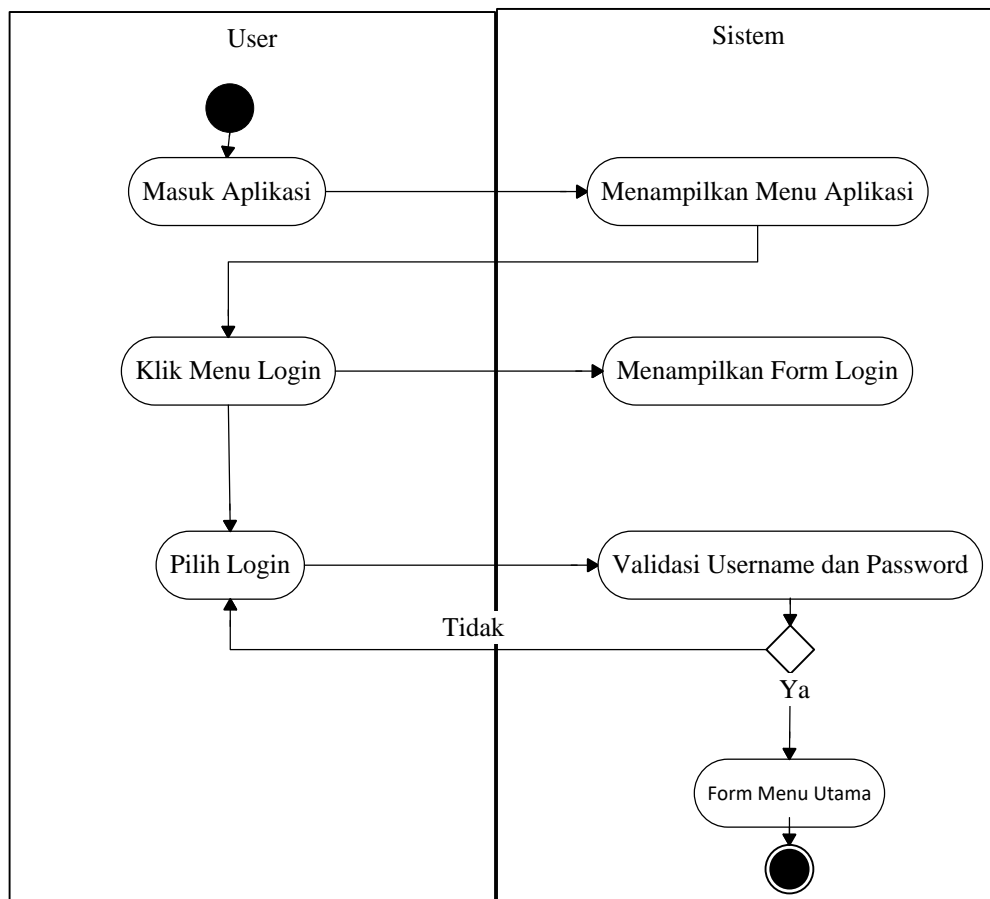 User
Sistem
Masuk Aplikasi
Menampilkan Menu Aplikasi
Klik Menu Login
Menampilkan Form Login
Pilih Login
Validasi Username dan Password
Tidak
Ya
Form Menu Utama